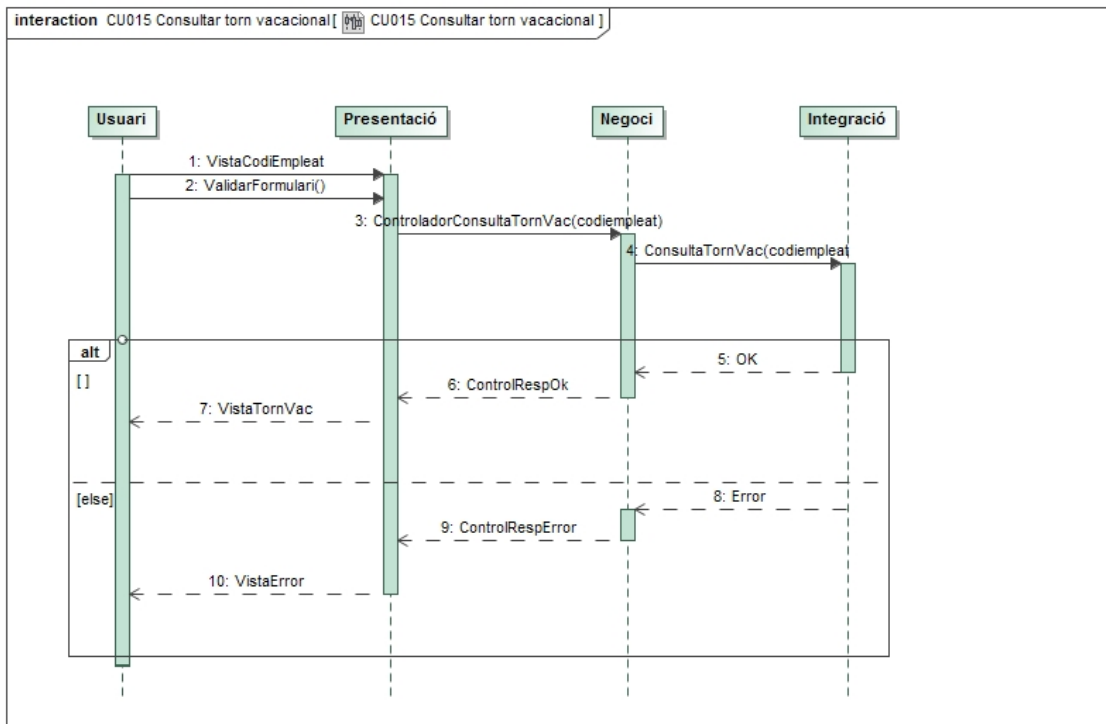 interaction CU015 Consultar torn vacacional[ CU015 Consultar torn vacacional ]
Usuari
Presentació
Negoci
Integració
1: VistaCodiEmpleat
2: ValidarFormulari()
3: ControladorConsultaTornVac(codiempleat)
4: ConsultaTornVac(codiempleat
alt
[ ]
5: OK
6: ControlRespOk
7: VistaTornVac
[else]
8: Error
9: ControlRespError
10: VistaError